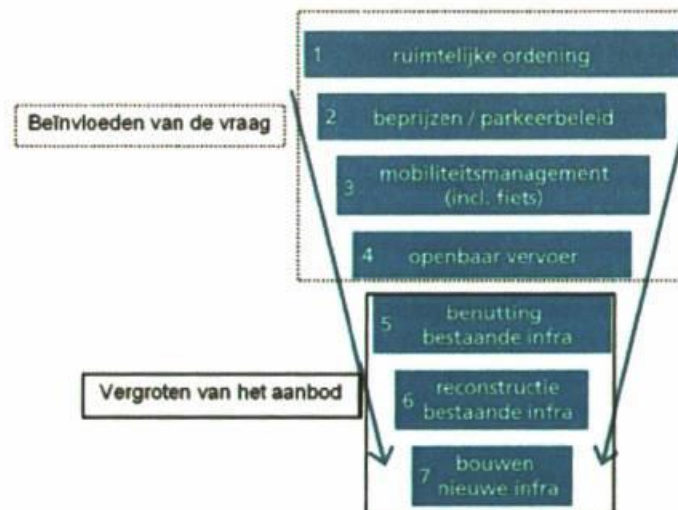 1 ruimtelijke ordening
Beïnvloeden van de vraag
2 beprijzen / parkeerbeleid
3 mobiliteitsmanagement
(incl. fiets)
4 openbaar vervoer
5 benutting
bestaande infra
Vergroten van het aanbod
6 reconstructie
bestaande infra
7 bouwen
nieuwe infra